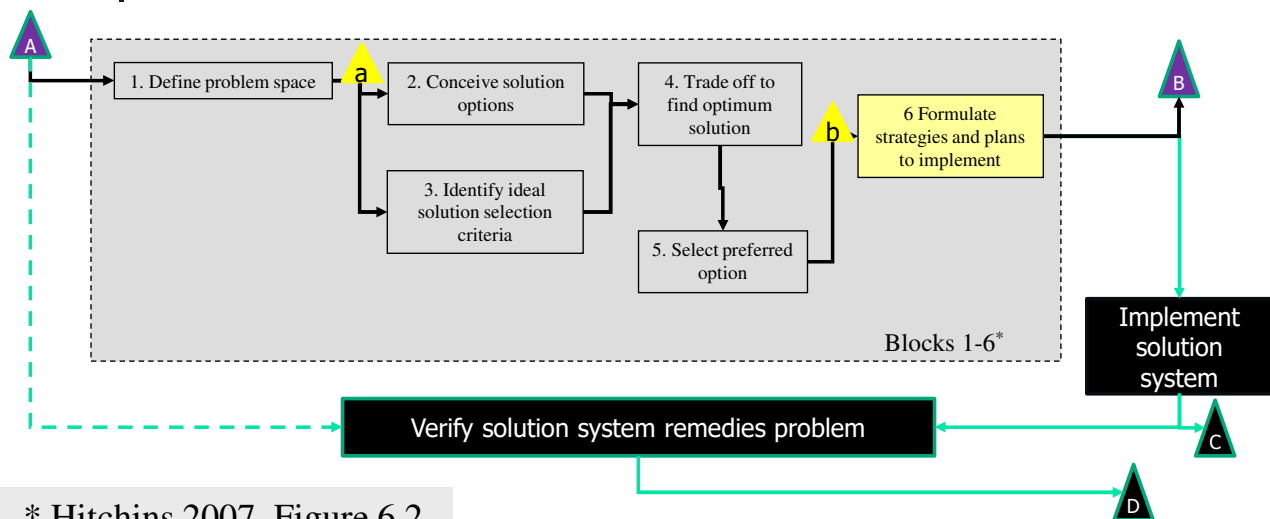 A
1. Define problem space
a
2. Conceive solution
options
3. Identify ideal
solution selection
criteria
4. Trade off to
find optimum
solution
5. Select preferred
option
b
6 Formulate
strategies and plans
to implement
B
Blocks 1-6*
Implement
solution
system
Verify solution system remedies problem
C
D
* Hitchins 2007 Figure 6.2